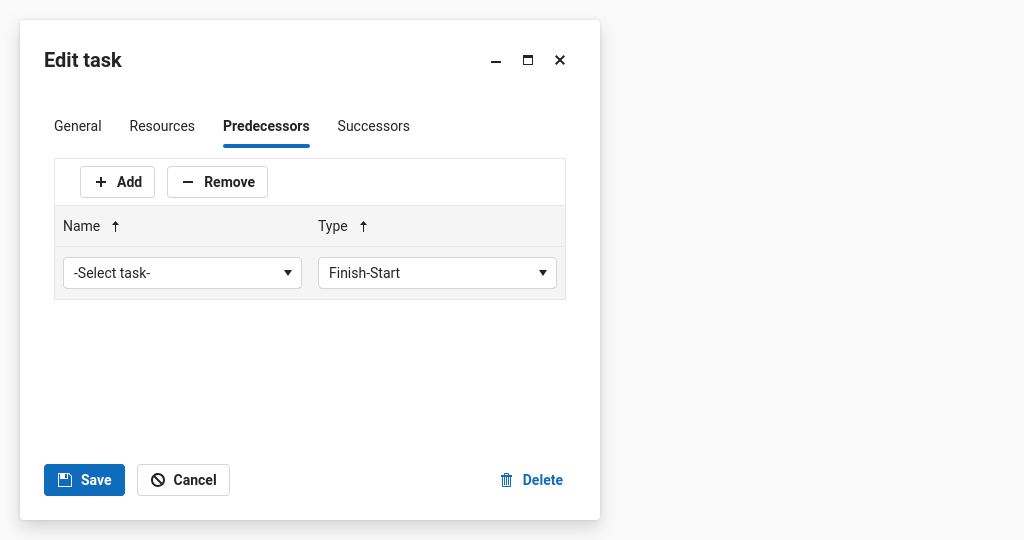 Edit task
General Resources Predecessors Successors
Add Remove
Name Type
-Select task- Finish-Start
Save Cancel Delete